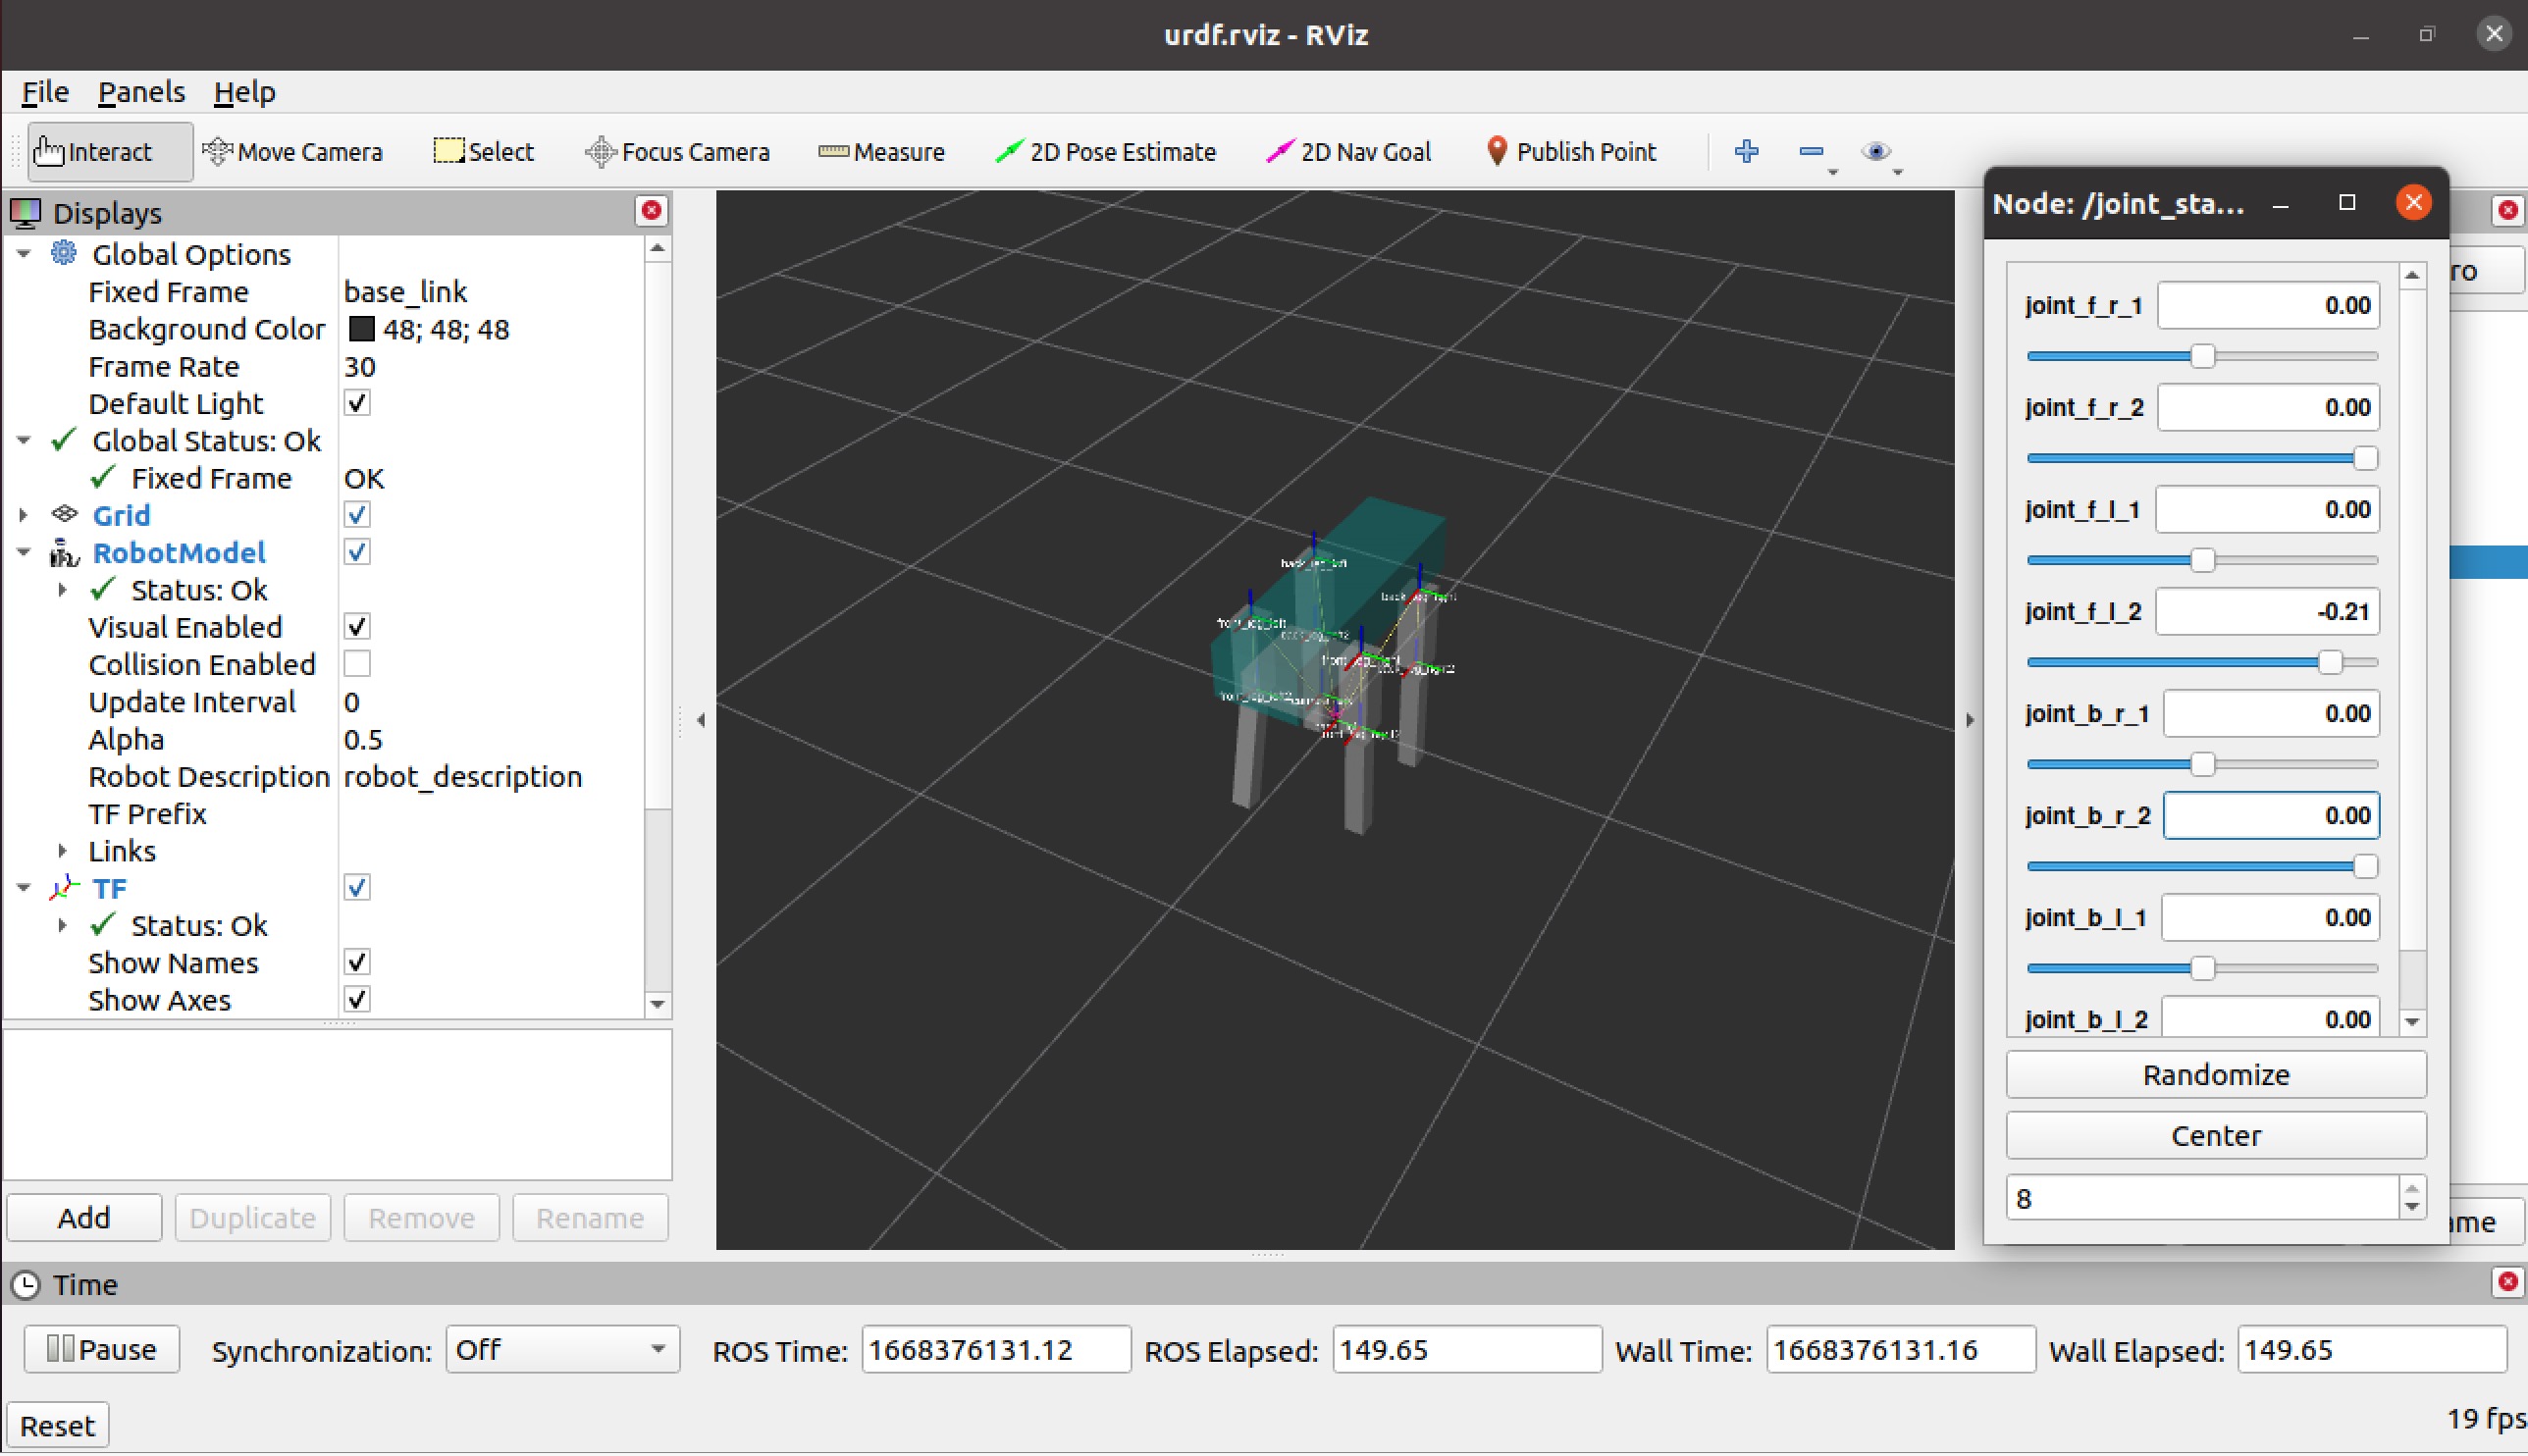 urdf.rviz - RViz
File Panels Help
Interact Move Camera Select Focus Camera Measure 2D Pose Estimate 2D Nav Goal Publish Point
Displays
Global Options
Fixed Frame base_link
Background Color 48; 48; 48
Frame Rate 30
Default Light
Global Status: Ok
Fixed Frame OK
Grid
RobotModel
Status: Ok
Visual Enabled
Collision Enabled
Update Interval 0
Alpha 0.5
Robot Description robot_description
TF Prefix
Links
TF
Status: Ok
Show Names
Show Axes
Add Duplicate Remove Rename
Node: /joint_sta...
ro
joint_f_r_1 0.00
joint_f_r_2 0.00
joint_f_l_1 0.00
joint_f_l_2 -0.21
joint_b_r_1 0.00
joint_b_r_2 0.00
joint_b_l_1 0.00
joint_b_l_2 0.00
Randomize
Center
8
ame
Time
Pause Synchronization: Off ROS Time: 1668376131.12 ROS Elapsed: 149.65 Wall Time: 1668376131.16 Wall Elapsed: 149.65
Reset 19 fps